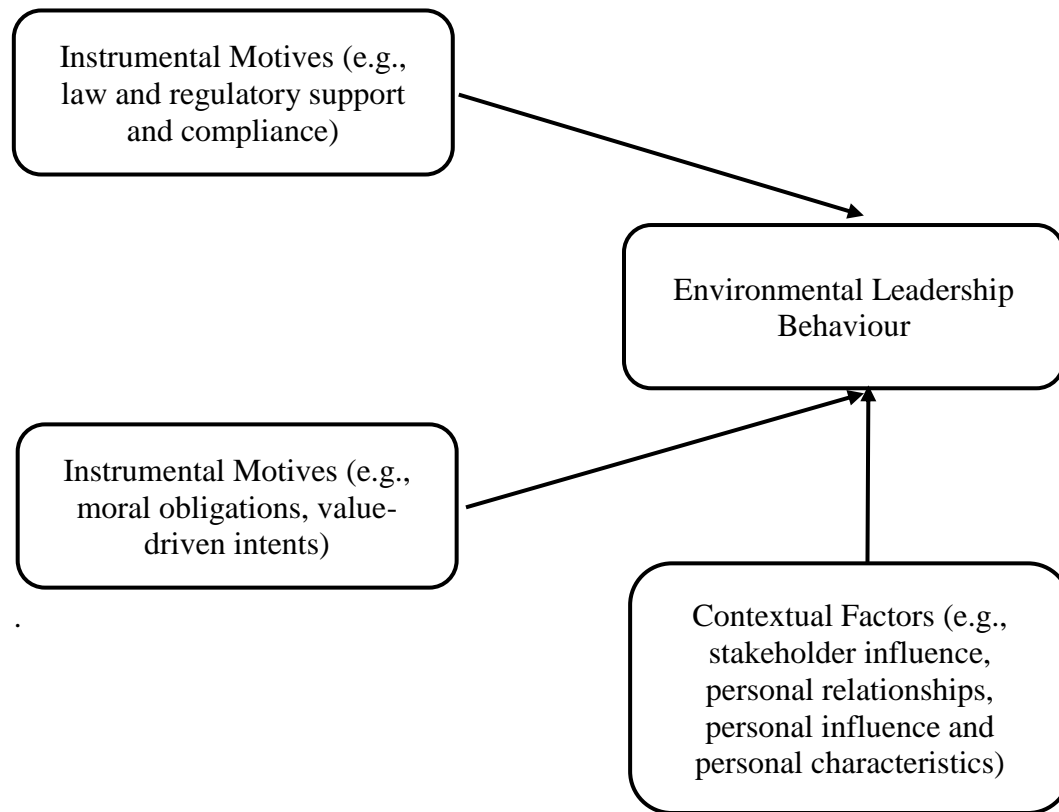 Instrumental Motives (e.g.,
law and regulatory support
and compliance)
Environmental Leadership
Behaviour
Instrumental Motives (e.g.,
moral obligations, value-
driven intents)
.
Contextual Factors (e.g.,
stakeholder influence,
personal relationships,
personal influence and
personal characteristics)